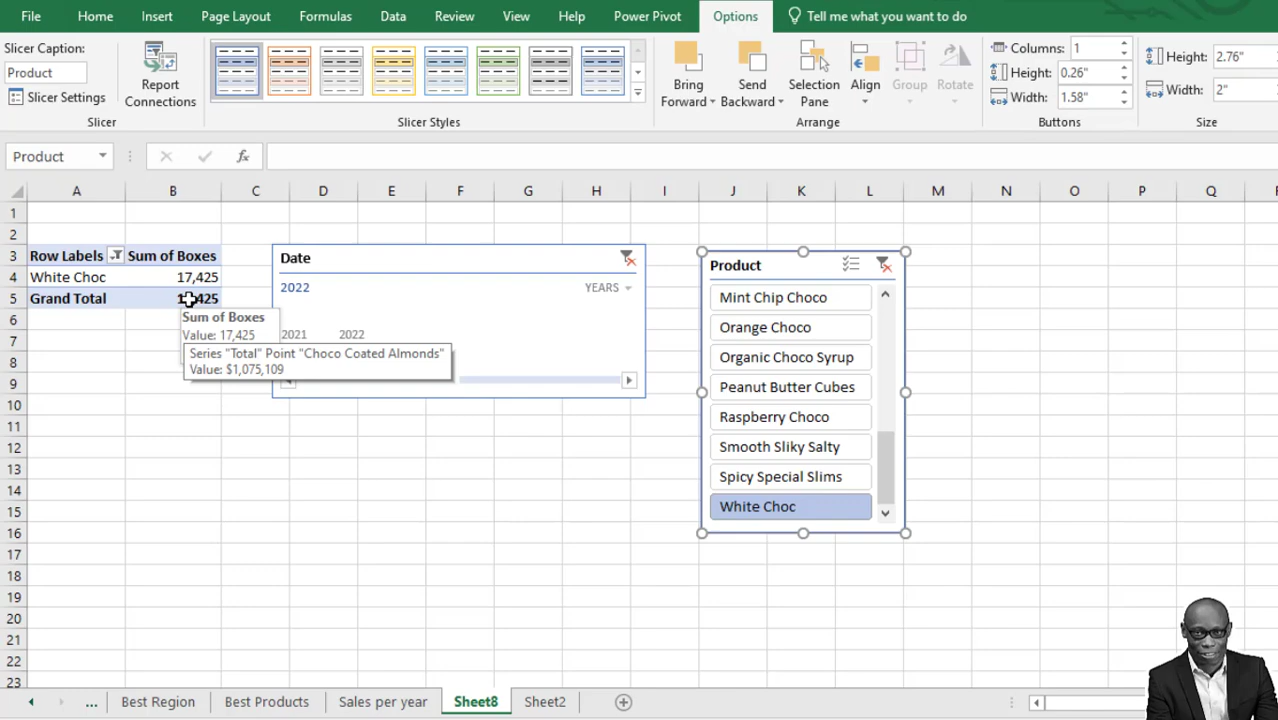 File Home Insert Page Layout Formulas Data Review View Help Power Pivot Options Tell me what you want to do
Slicer Caption:
Product
Slicer Settings
Report
Connections
Slicer
Slicer Styles
Bring
Forward
Send
Backward
Selection
Pane
Align
Group
Rotate
Arrange
Columns: 1
Height: 0.26"
Width: 1.58"
Buttons
Height: 2.76"
Width: 2"
Size
Product fx
A B C D E F G H I J K L M N O P Q
1
2
3 Row Labels Sum of Boxes
4 White Choc 17,425
5 Grand Total
6
7
8
9
10
11
12
13
14
15
16
17
18
19
20
21
22
23
Sum of Boxes
Value: 17,425
Series "Total" Point "Choco Coated Almonds"
Value: $1,075,109
Date
2022 YEARS
2021 2022
Product
Mint Chip Choco
Orange Choco
Organic Choco Syrup
Peanut Butter Cubes
Raspberry Choco
Smooth Sliky Salty
Spicy Special Slims
White Choc
... Best Region Best Products Sales per year Sheet8 Sheet2